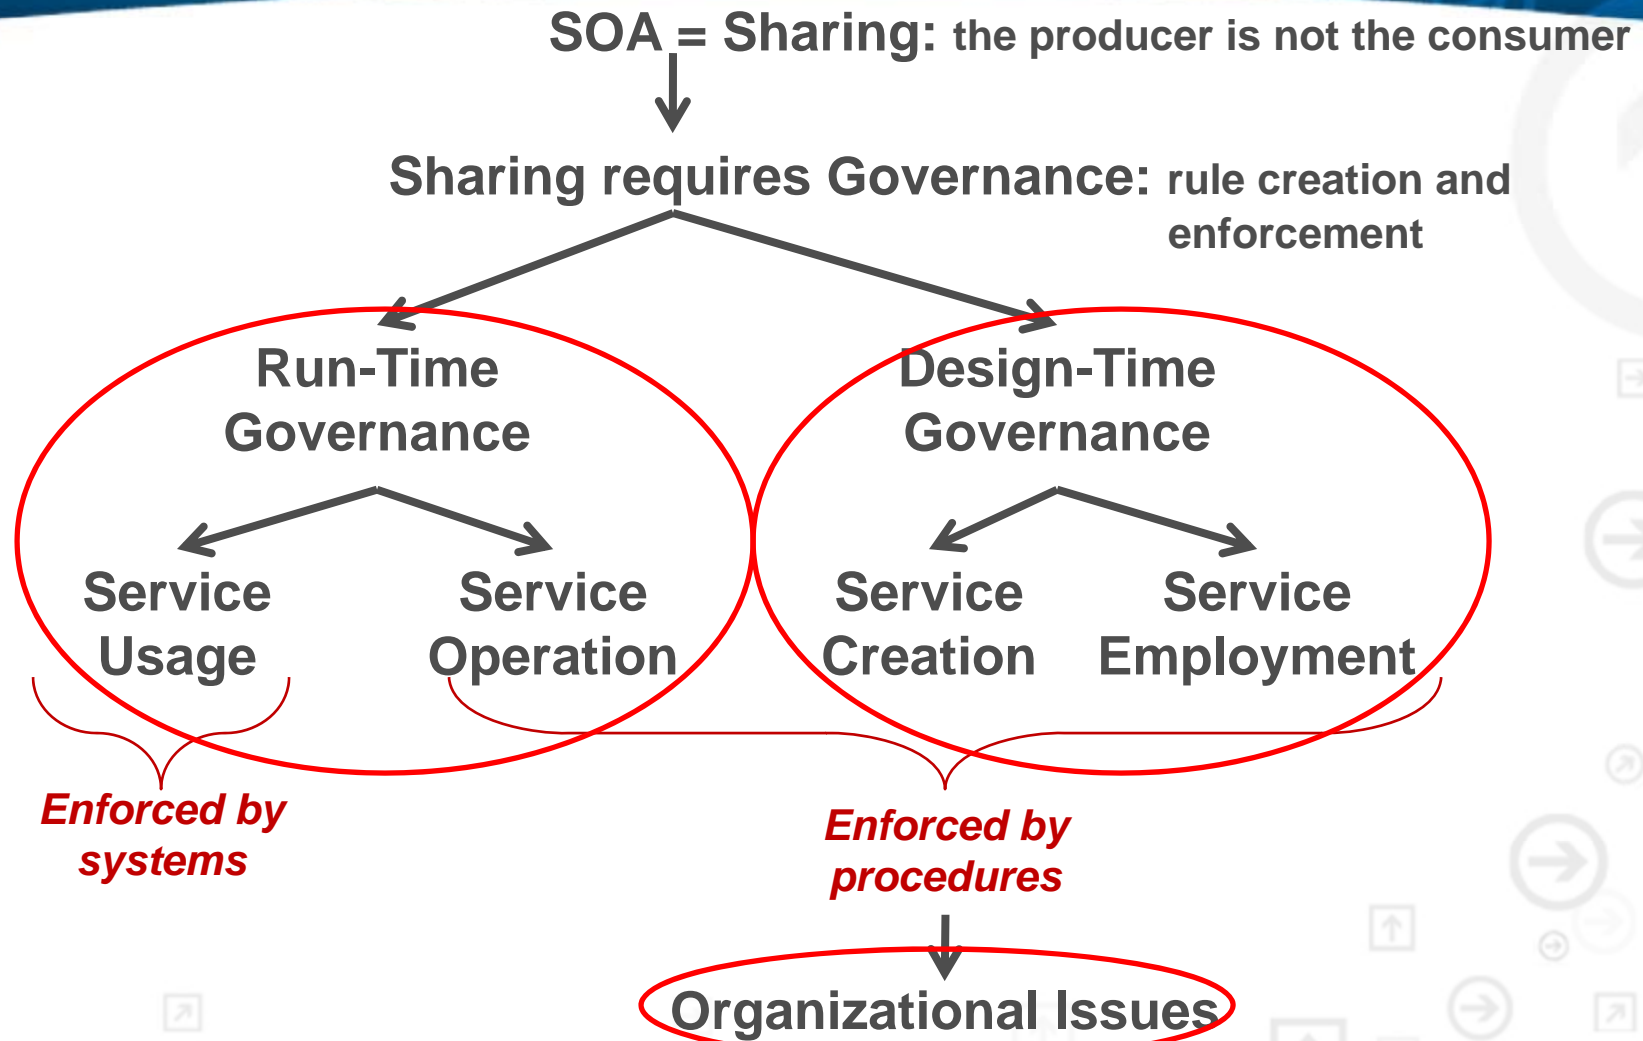 SOA = Sharing: the producer is not the consumer
Sharing requires Governance: rule creation and
enforcement
Run-Time
Governance
Design-Time
Governance
Service
Usage
Service
Operation
Service
Creation
Service
Employment
Enforced by
systems
Enforced by
procedures
Organizational Issues